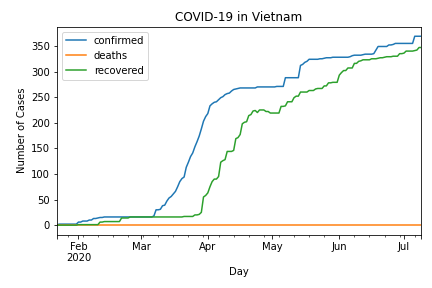 COVID-19 in Vietnam
confirmed
deaths
recovered
Number of Cases
350
300
250
200
150
100
50
0
Feb
2020
Mar
Apr
May
Jun
Jul
Day